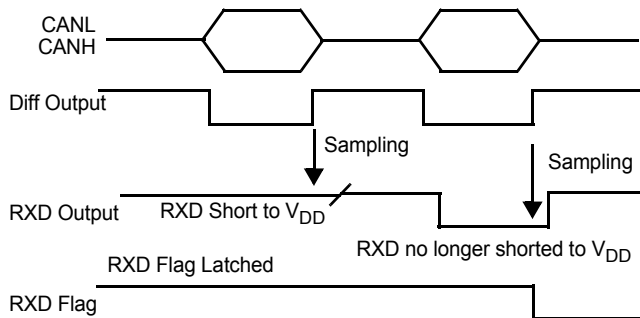 CANL
CANH
Diff Output
Sampling
Sampling
RXD Output
RXD Short to VDD
RXD no longer shorted to VDD
RXD Flag Latched
RXD Flag